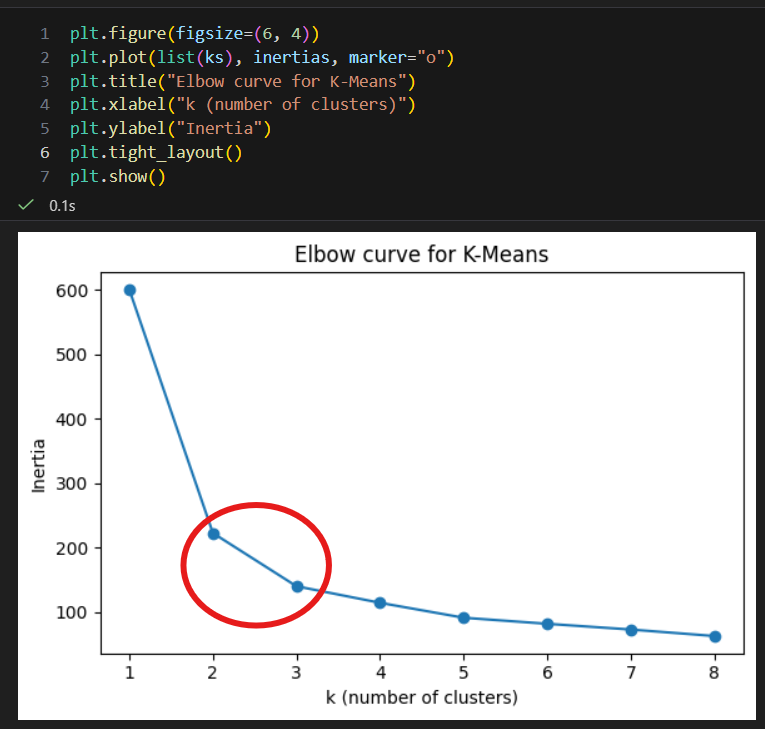 1 plt.figure(figsize=(6, 4))
2 plt.plot(list(ks), inertias, marker="o")
3 plt.title("Elbow curve for K-Means")
4 plt.xlabel("k (number of clusters)")
5 plt.ylabel("Inertia")
6 plt.tight_layout()
7 plt.show()
0.1s
Elbow curve for K-Means
600
500
400
300
200
100
Inertia
1 2 3 4 5 6 7 8
k (number of clusters)